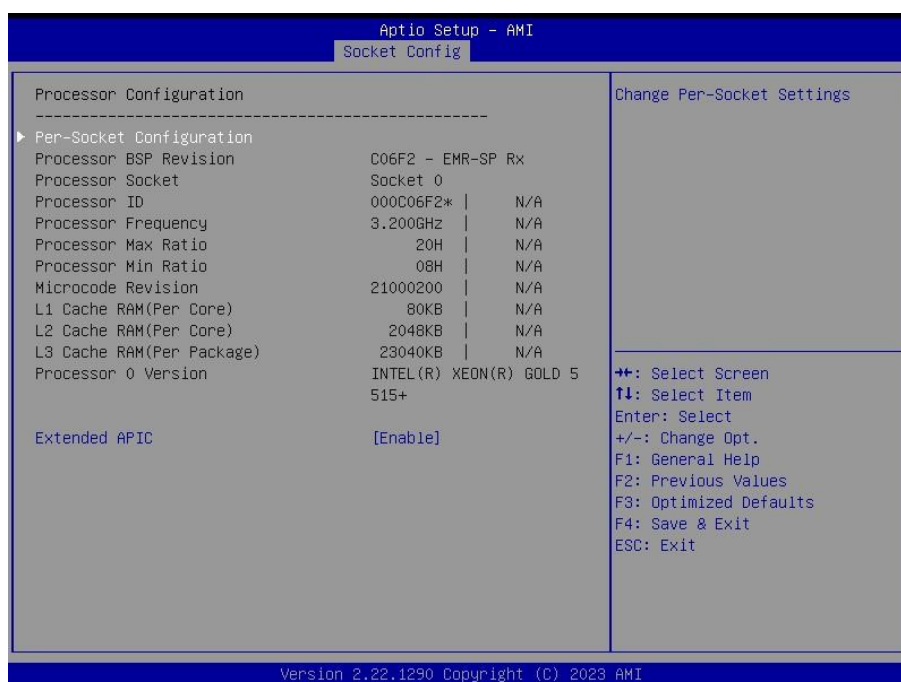 Aptio Setup – AMI
Socket Config
Processor Configuration
--------------------------------------------------
Per-Socket Configuration
Processor BSP Revision C06F2 - EMR-SP Rx
Processor Socket Socket 0
Processor ID 000C06F2* | N/A
Processor Frequency 3.200GHz | N/A
Processor Max Ratio 20H | N/A
Processor Min Ratio 08H | N/A
Microcode Revision 21000200 | N/A
L1 Cache RAM(Per Core) 80KB | N/A
L2 Cache RAM(Per Core) 2048KB | N/A
L3 Cache RAM(Per Package) 23040KB | N/A
Processor 0 Version INTEL(R) XEON(R) GOLD 5
515+
Extended APIC [Enable]
Change Per-Socket Settings
→←: Select Screen
↑↓: Select Item
Enter: Select
+/-: Change Opt.
F1: General Help
F2: Previous Values
F3: Optimized Defaults
F4: Save & Exit
ESC: Exit
Version 2.22.1290 Copyright (C) 2023 AMI